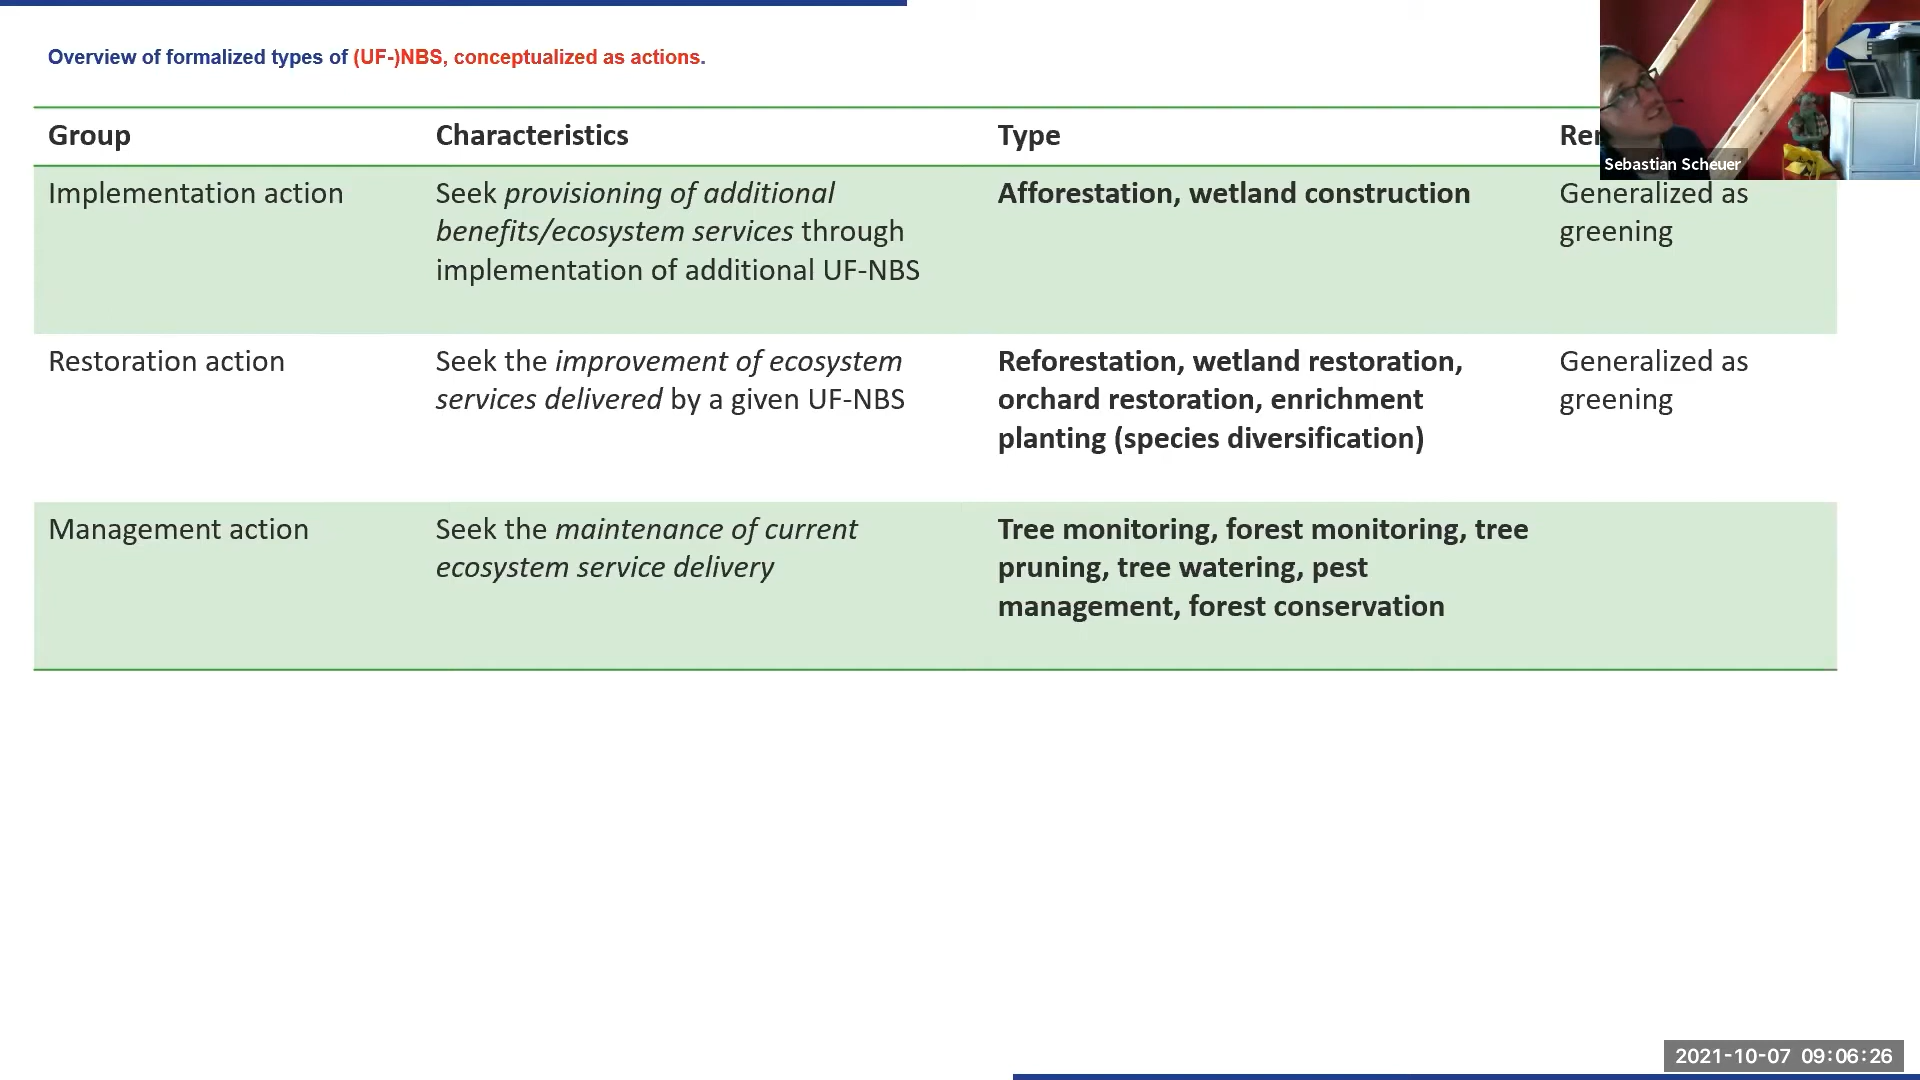 Overview of formalized types of (UF-)NBS, conceptualized as actions.
Group
Characteristics
Type
Implementation action
Seek provisioning of additional
benefits/ecosystem services through
implementation of additional UF-NBS
Afforestation, wetland construction
Generalized as
greening
Restoration action
Seek the improvement of ecosystem
services delivered by a given UF-NBS
Reforestation, wetland restoration,
orchard restoration, enrichment
planting (species diversification)
Generalized as
greening
Management action
Seek the maintenance of current
ecosystem service delivery
Tree monitoring, forest monitoring, tree
pruning, tree watering, pest
management, forest conservation
Sebastian Scheuer
2021-10-07 09:06:26